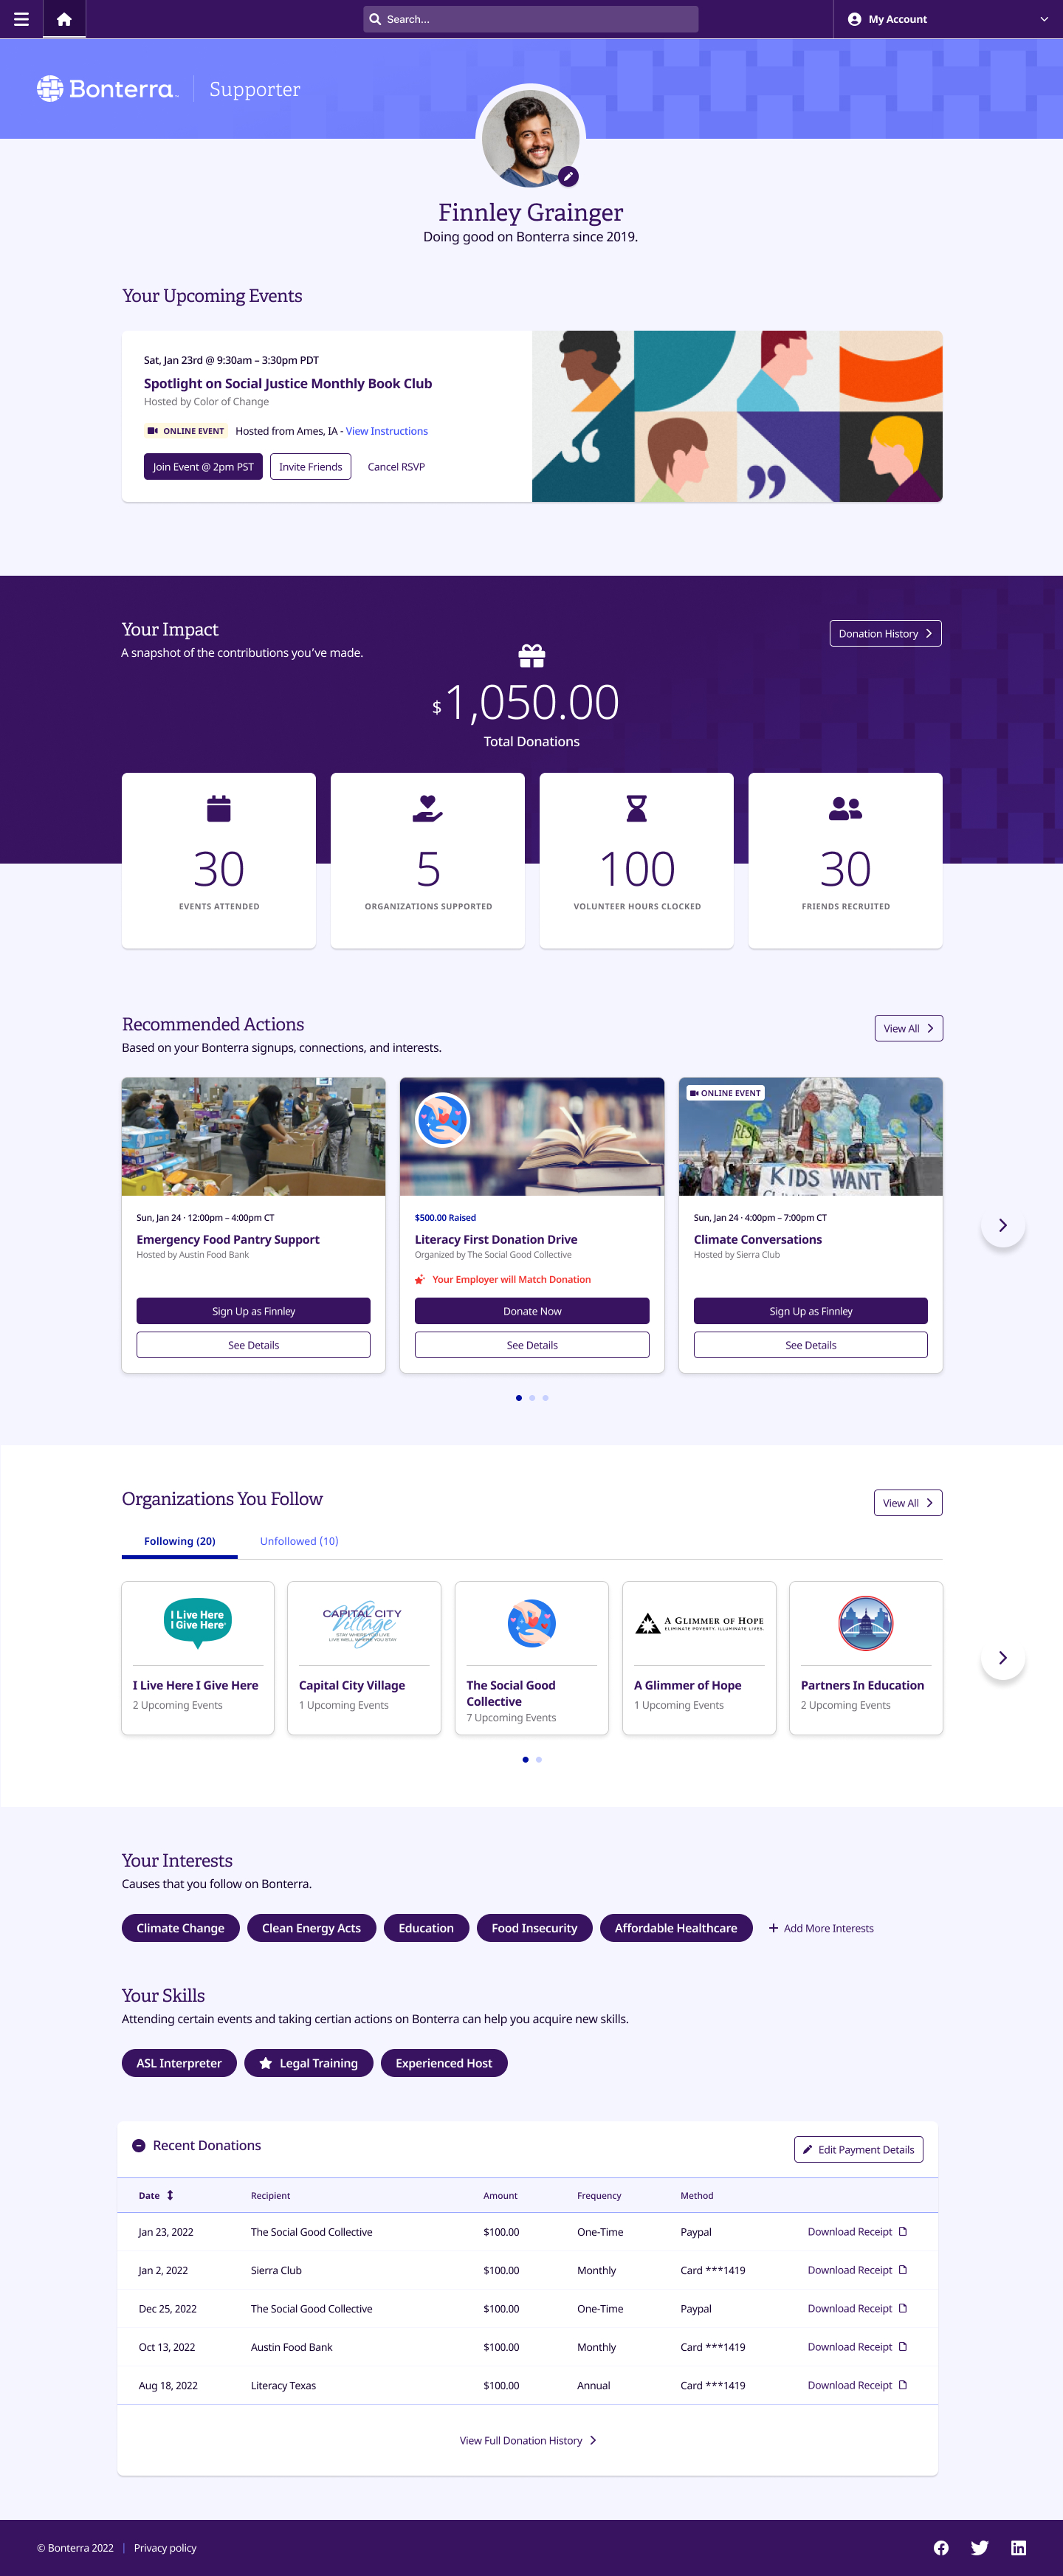 Search...
My Account
Bonterra
Supporter
Finnley Grainger
Doing good on Bonterra since 2019.
Your Upcoming Events
Sat, Jan 23rd @ 9:30am – 3:30pm PDT
Spotlight on Social Justice Monthly Book Club
Hosted by Color of Change
ONLINE EVENT Hosted from Ames, IA - View Instructions
Join Event @ 2pm PST Invite Friends Cancel RSVP
Your Impact
A snapshot of the contributions you've made.
Donation History
$1,050.00
Total Donations
30
EVENTS ATTENDED
5
ORGANIZATIONS SUPPORTED
100
VOLUNTEER HOURS CLOCKED
30
FRIENDS RECRUITED
Recommended Actions
Based on your Bonterra signups, connections, and interests.
View All
Sun, Jan 24 · 12:00pm – 4:00pm CT
Emergency Food Pantry Support
Hosted by Austin Food Bank
Sign Up as Finnley
See Details
$500.00 Raised
Literacy First Donation Drive
Organized by The Social Good Collective
Your Employer will Match Donation
Donate Now
See Details
ONLINE EVENT
KIDS WANT
Sun, Jan 24 · 4:00pm – 7:00pm CT
Climate Conversations
Hosted by Sierra Club
Sign Up as Finnley
See Details
Organizations You Follow
View All
Following (20) Unfollowed (10)
I Live Here
I Give Here
I Live Here I Give Here
2 Upcoming Events
CAPITAL CITY
Village
STAY WHERE YOU LIVE
LIVE WELL WHERE YOU STAY
Capital City Village
1 Upcoming Events
The Social Good
Collective
7 Upcoming Events
A GLIMMER OF HOPE
ELIMINATE POVERTY. ILLUMINATE LIVES.
A Glimmer of Hope
1 Upcoming Events
Partners In Education
2 Upcoming Events
Your Interests
Causes that you follow on Bonterra.
Climate Change Clean Energy Acts Education Food Insecurity Affordable Healthcare + Add More Interests
Your Skills
Attending certain events and taking certian actions on Bonterra can help you acquire new skills.
ASL Interpreter Legal Training Experienced Host
Recent Donations
Edit Payment Details
Date Recipient Amount Frequency Method
Jan 23, 2022 The Social Good Collective $100.00 One-Time Paypal Download Receipt
Jan 2, 2022 Sierra Club $100.00 Monthly Card ***1419 Download Receipt
Dec 25, 2022 The Social Good Collective $100.00 One-Time Paypal Download Receipt
Oct 13, 2022 Austin Food Bank $100.00 Monthly Card ***1419 Download Receipt
Aug 18, 2022 Literacy Texas $100.00 Annual Card ***1419 Download Receipt
View Full Donation History
© Bonterra 2022 | Privacy policy